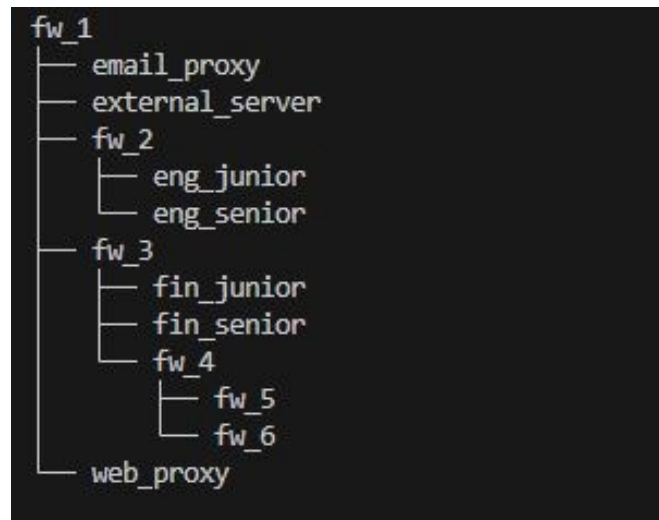 fw_1
├── email_proxy
├── external_server
├── fw_2
│   ├── eng_junior
│   └── eng_senior
├── fw_3
│   ├── fin_junior
│   ├── fin_senior
│   └── fw_4
│       ├── fw_5
│       └── fw_6
└── web_proxy